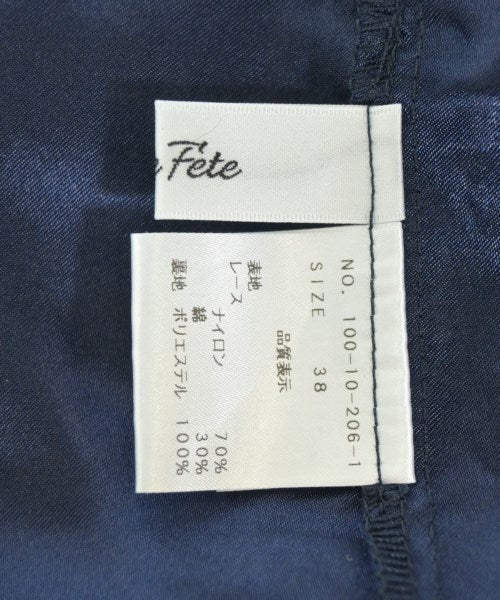 Fête
NO. 100-10-206-1
SIZE 38
品質表示
表地
レース ナイロン 70%
綿 30%
裏地 ポリエステル 100%